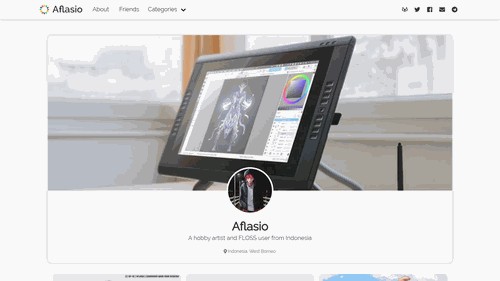 Aflasio
About
Friends
Categories
Aflasio
A hobby artist and FLOSS user from Indonesia
Indonesia, West Borneo